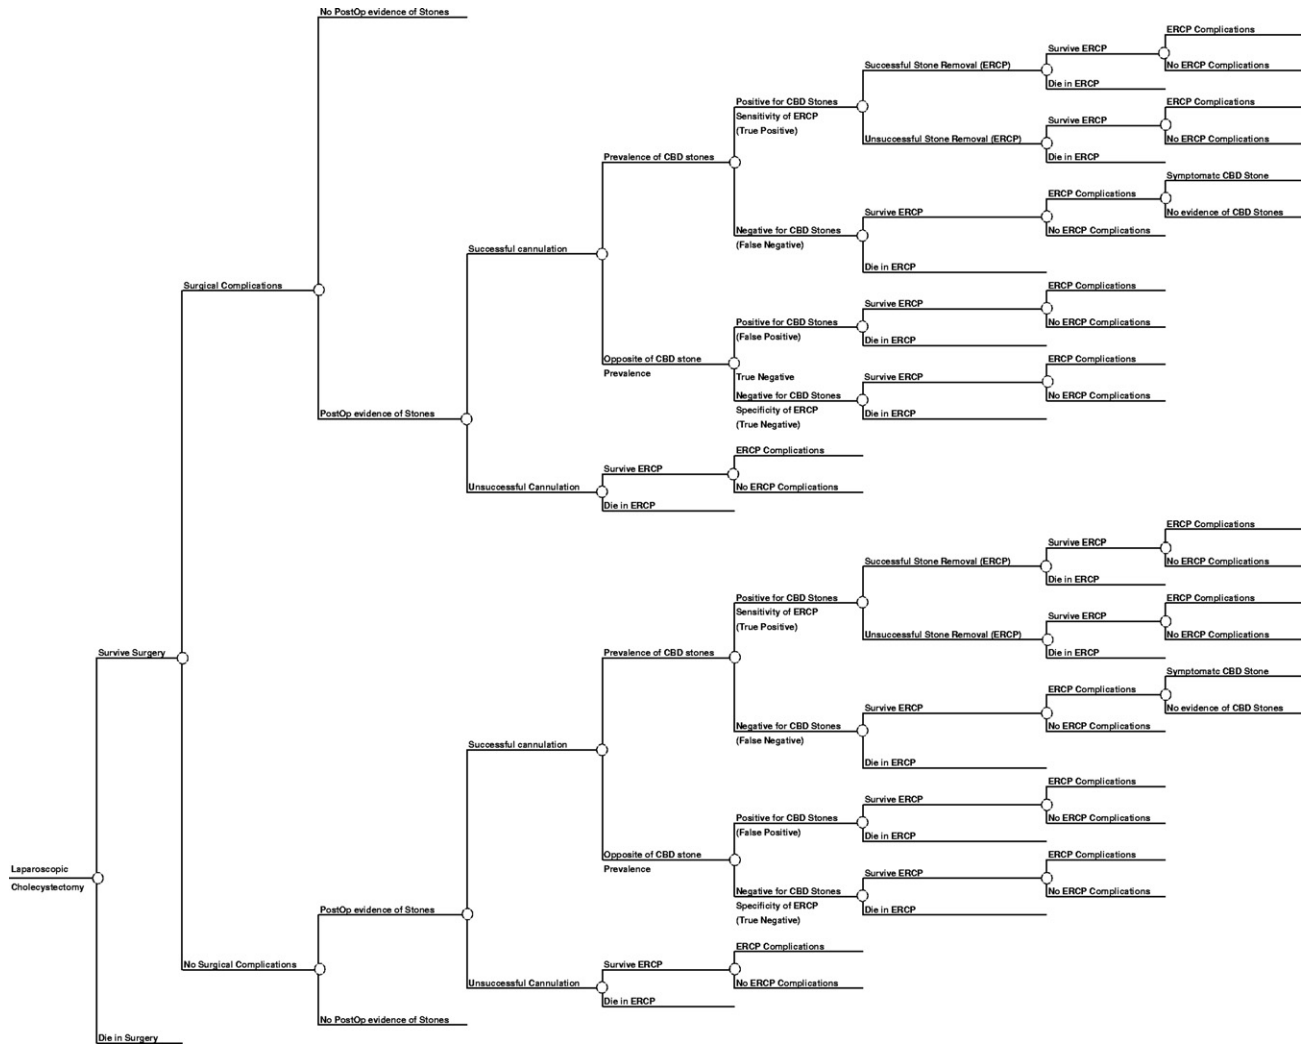 No PostOp evidence of Stones
ERCP Complications
Survive ERCP
Successful Stone Removal (ERCP)
No ERCP Complications
Die in ERCP
Positive for CBD Stones
Sensitivity of ERCP
(True Positive)
ERCP Complications
Survive ERCP
Unsuccessful Stone Removal (ERCP)
No ERCP Complications
Die in ERCP
Prevalence of CBD stones
Symptomatc CBD Stone
ERCP Complications
Survive ERCP
No evidence of CBD Stones
Negative for CBD Stones
(False Negative)
No ERCP Complications
Successful cannulation
Die in ERCP
Surgical Complications
ERCP Complications
Survive ERCP
Positive for CBD Stones
(False Positive)
No ERCP Complications
Die in ERCP
Opposite of CBD stone
Prevalence
ERCP Complications
True Negative
Survive ERCP
Negative for CBD Stones
Specificity of ERCP
(True Negative)
No ERCP Complications
Die in ERCP
PostOp evidence of Stones
ERCP Complications
Survive ERCP
Unsuccessful Cannulation
No ERCP Complications
Die in ERCP
ERCP Complications
Survive ERCP
Successful Stone Removal (ERCP)
No ERCP Complications
Die in ERCP
Positive for CBD Stones
Sensitivity of ERCP
(True Positive)
ERCP Complications
Survive ERCP
Unsuccessful Stone Removal (ERCP)
No ERCP Complications
Die in ERCP
Survive Surgery
Prevalence of CBD stones
Symptomatc CBD Stone
ERCP Complications
Survive ERCP
No evidence of CBD Stones
Negative for CBD Stones
(False Negative)
No ERCP Complications
Successful cannulation
Die in ERCP
ERCP Complications
Survive ERCP
Positive for CBD Stones
(False Positive)
No ERCP Complications
Die in ERCP
Opposite of CBD stone
Prevalence
ERCP Complications
Survive ERCP
Negative for CBD Stones
Specificity of ERCP
(True Negative)
No ERCP Complications
Die in ERCP
Laparoscopic
Cholecystectomy
PostOp evidence of Stones
ERCP Complications
Survive ERCP
No Surgical Complications
Unsuccessful Cannulation
No ERCP Complications
Die in ERCP
No PostOp evidence of Stones
Die in Surgery